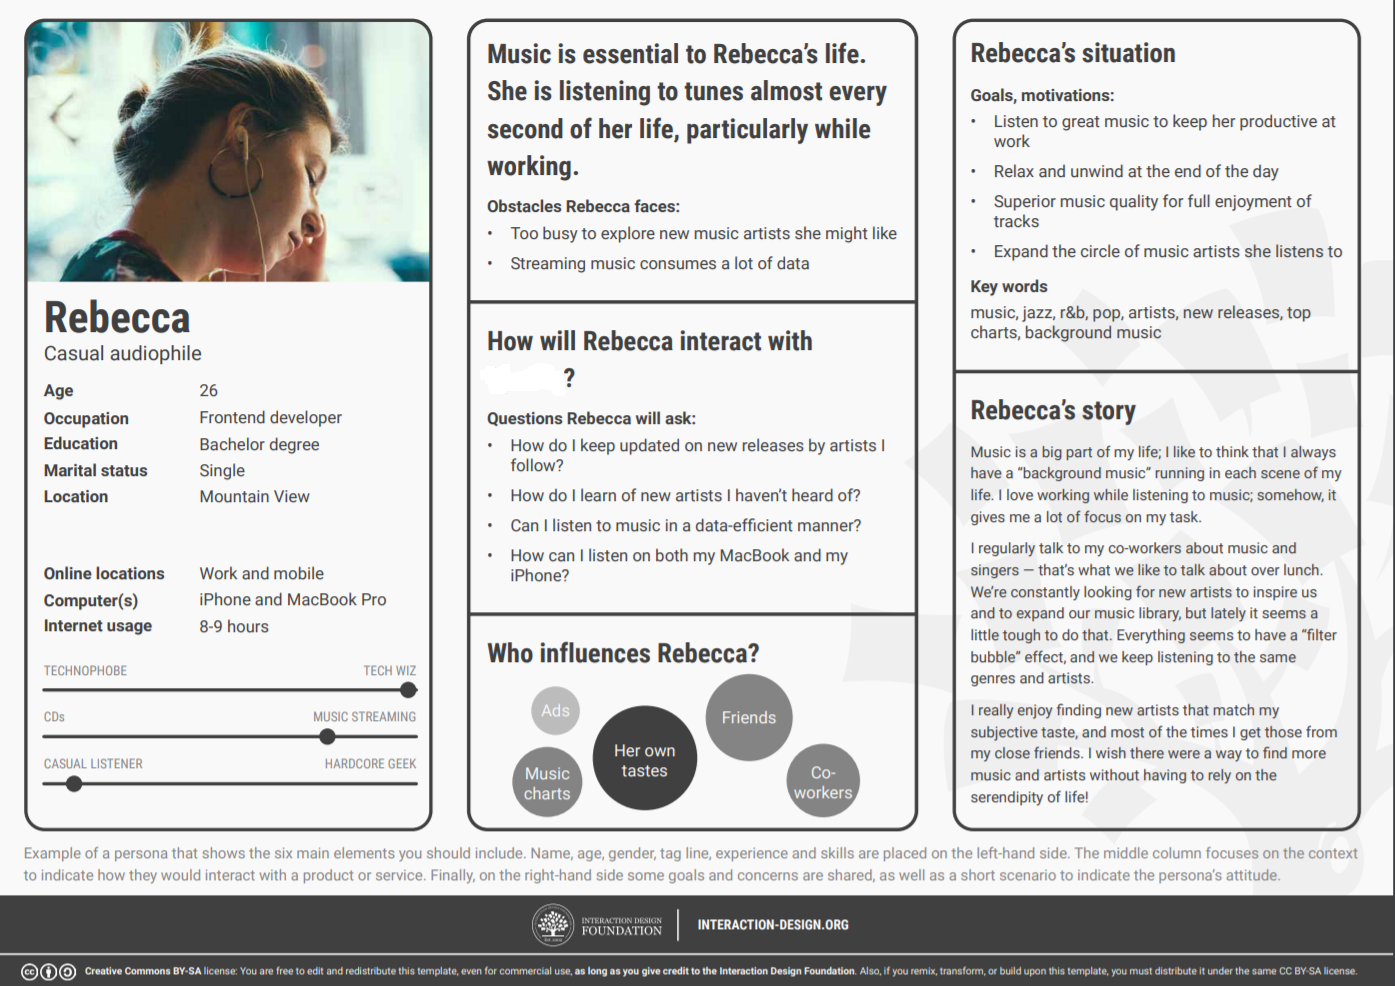 Rebecca
Casual audiophile
Age 26
Occupation Frontend developer
Education Bachelor degree
Marital status Single
Location Mountain View
Online locations Work and mobile
Computer(s) iPhone and MacBook Pro
Internet usage 8-9 hours
TECHNOPHOBE TECH WIZ
CDs MUSIC STREAMING
CASUAL LISTENER HARDCORE GEEK
Music is essential to Rebecca’s life.
She is listening to tunes almost every
second of her life, particularly while
working.
Obstacles Rebecca faces:
• Too busy to explore new music artists she might like
• Streaming music consumes a lot of data
How will Rebecca interact with
?
Questions Rebecca will ask:
• How do I keep updated on new releases by artists I
follow?
• How do I learn of new artists I haven’t heard of?
• Can I listen to music in a data-efficient manner?
• How can I listen on both my MacBook and my
iPhone?
Who influences Rebecca?
Ads
Music
charts
Her own
tastes
Friends
Co-
workers
Rebecca’s situation
Goals, motivations:
• Listen to great music to keep her productive at
work
• Relax and unwind at the end of the day
• Superior music quality for full enjoyment of
tracks
• Expand the circle of music artists she listens to
Key words
music, jazz, r&b, pop, artists, new releases, top
charts, background music
Rebecca’s story
Music is a big part of my life; I like to think that I always
have a “background music” running in each scene of my
life. I love working while listening to music; somehow, it
gives me a lot of focus on my task.
I regularly talk to my co-workers about music and
singers — that’s what we like to talk about over lunch.
We’re constantly looking for new artists to inspire us
and to expand our music library, but lately it seems a
little tough to do that. Everything seems to have a “filter
bubble” effect, and we keep listening to the same
genres and artists.
I really enjoy finding new artists that match my
subjective taste, and most of the times I get those from
my close friends. I wish there were a way to find more
music and artists without having to rely on the
serendipity of life!
Example of a persona that shows the six main elements you should include. Name, age, gender, tag line, experience and skills are placed on the left-hand side. The middle column focuses on the context
to indicate how they would interact with a product or service. Finally, on the right-hand side some goals and concerns are shared, as well as a short scenario to indicate the persona’s attitude.
INTERACTION DESIGN
FOUNDATION
INTERACTION-DESIGN.ORG
cc Creative Commons BY-SA license: You are free to edit and redistribute this template, even for commercial use, as long as you give credit to the Interaction Design Foundation. Also, if you remix, transform, or build upon this template, you must distribute it under the same CC BY-SA license.